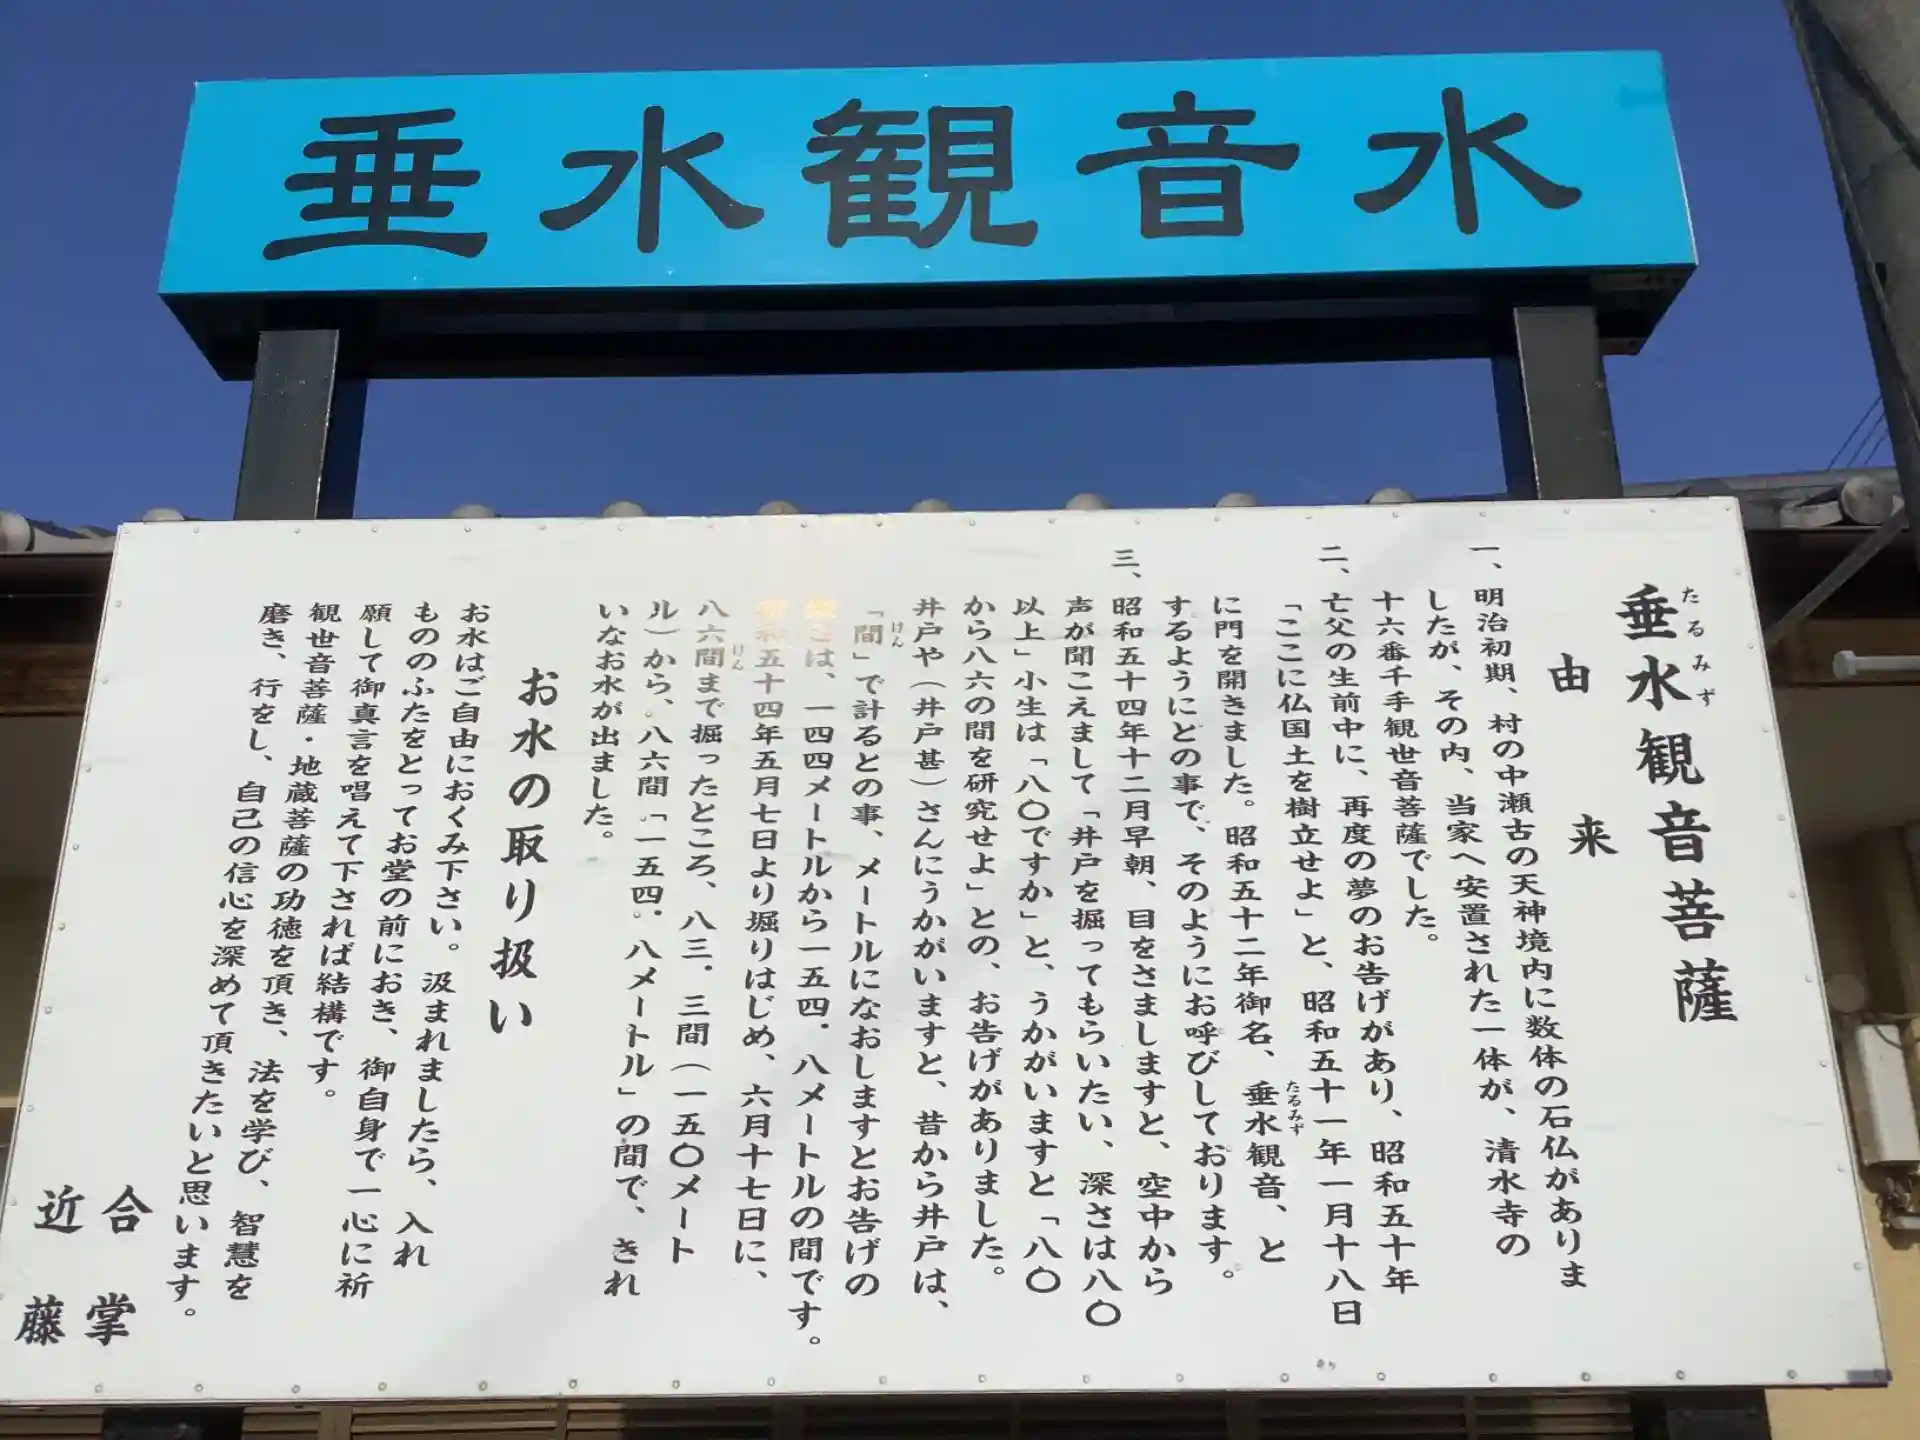 垂水観音水
垂水観音菩薩
たるみず
由来
一、明治初期、村の中瀬古の天神境内に数体の石仏がありま
したが、その内、当家へ安置された一体が、清水寺の
十六番千手観世音菩薩でした。
二、亡父の生前中に、再度の夢のお告げがあり、昭和五十年
「ここに仏国土を樹立せよ」と、昭和五十一年一月十八日
に門を開きました。昭和五十二年御名、垂水観音、と
たるみず
するようにどの事で、そのようにお呼びしております。
三、昭和五十四年十二月早朝、目をさましますと、空中から
声が聞こえまして「井戸を掘ってもらいたい、深さは八〇
以上」小生は「八〇ですか」と、うかがいますと「八〇
から八六の間を研究せよ」との、お告げがありました。
井戸や（井戸甚）さんにうかがいますと、昔から井戸は、
「間」で計るとの事、メートルになおしますとお告げの
けん
は、一四四メートルから一五四．八メートルの間です。
昭和五十四年五月七日より堀りはじめ、六月十七日に、
八六間まで掘ったところ、八三．三間（一五〇メート
けん
ル）から、八六間「一五四．八メートル」の間で、きれ
いなお水が出ました。
お水の取り扱い
お水はご自由におくみ下さい。汲まれましたら、入れ
もののふたをとってお堂の前におき、御自身で一心に祈
願して御真言を唱えて下されば結構です。
観世音菩薩・地蔵菩薩の功徳を頂き、法を学び、智慧を
磨き、行をし、自己の信心を深めて頂きたいと思います。
合掌
近藤